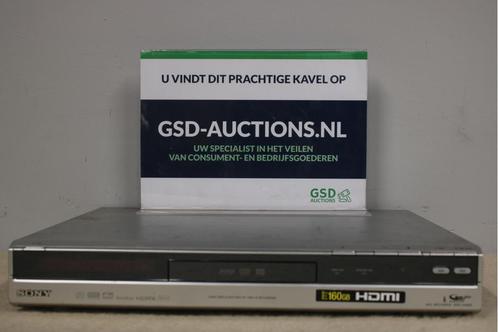 U VINDT DIT PRACHTIGE KAVEL OP
GSD-AUCTIONS.NL
UW SPECIALIST IN HET VEILEN
VAN CONSUMENT- EN BEDRIJFSGOEDEREN
GSD
AUCTIONS
SONY
160GB HDMI